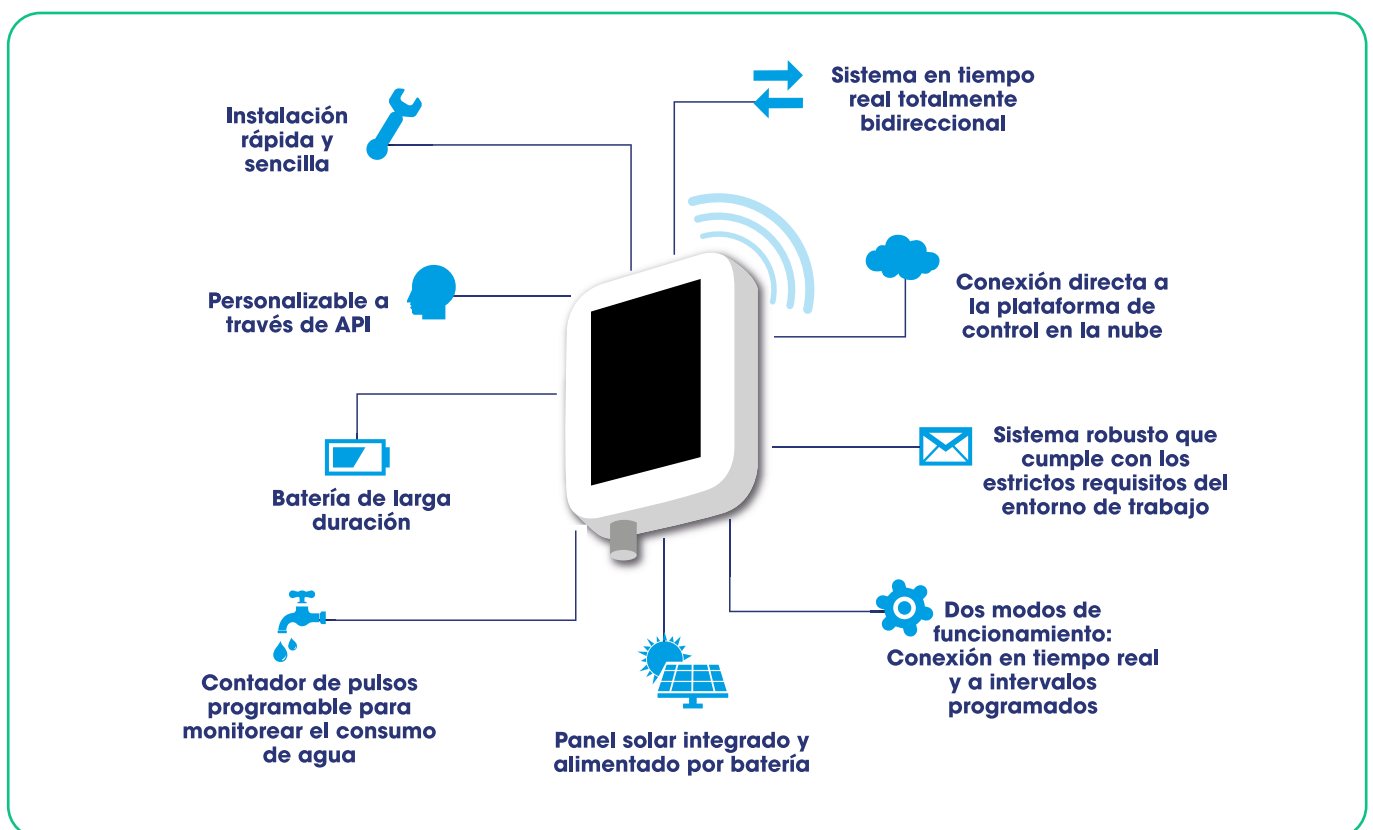 Instalación
rápida y
sencilla
Sistema en tiempo
real totalmente
bidireccional
Personalizable a
través de API
Conexión directa a
la plataforma de
control en la nube
Batería de larga
duración
Sistema robusto que
cumple con los
estrictos requisitos del
entorno de trabajo
Contador de pulsos
programable para
monitorear el consumo
de agua
Panel solar integrado y
alimentado por batería
Dos modos de
funcionamiento:
Conexión en tiempo real
y a intervalos
programados